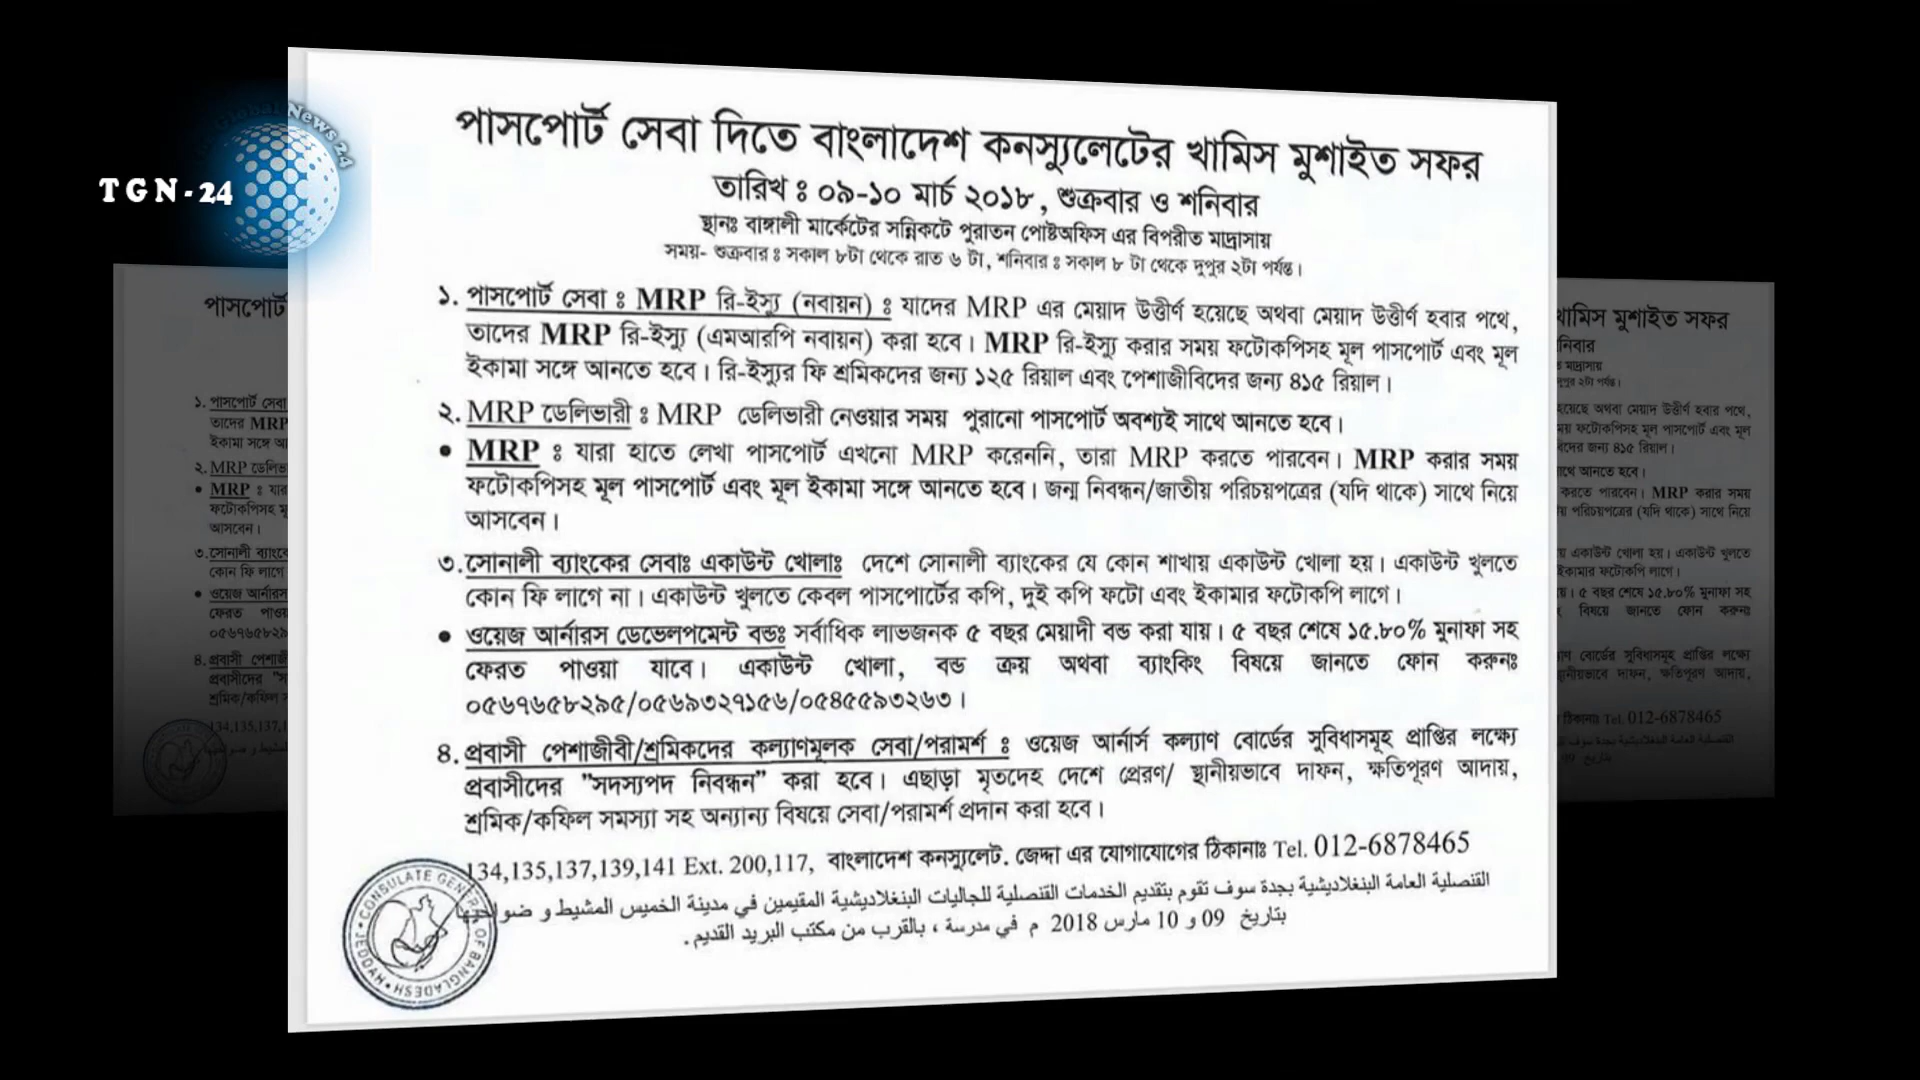 Global News 24
TGN-24
পাসপোর্ট সেবা দিতে বাংলাদেশ কনস্যুলেটের খামিস মুশাইত সফর
তারিখ ঃ ০৯-১০ মার্চ ২০১৮, শুক্রবার ও শনিবার
স্থানঃ বাঙ্গালী মার্কেটের সন্নিকটে পুরাতন পোষ্টঅফিস এর বিপরীত মাদ্রাসায়
সময়- শুক্রবার ঃ সকাল ৮টা থেকে রাত ৬ টা, শনিবার ঃ সকাল ৮ টা থেকে দুপুর ২টা পর্যন্ত।
১. পাসপোর্ট সেবা ঃ MRP রি-ইস্যু (নবায়ন) ঃ যাদের MRP এর মেয়াদ উত্তীর্ণ হয়েছে অথবা মেয়াদ উত্তীর্ণ হবার পথে,
তাদের MRP রি-ইস্যু (এমআরপি নবায়ন) করা হবে। MRP রি-ইস্যু করার সময় ফটোকপিসহ মূল পাসপোর্ট এবং মূল
ইকামা সঙ্গে আনতে হবে। রি-ইস্যুর ফি শ্রমিকদের জন্য ১২৫ রিয়াল এবং পেশাজীবিদের জন্য ৪১৫ রিয়াল।
২. MRP ডেলিভারী ঃ MRP ডেলিভারী নেওয়ার সময় পুরানো পাসপোর্ট অবশ্যই সাথে আনতে হবে।
• MRP ঃ যারা হাতে লেখা পাসপোর্ট এখনো MRP করেননি, তারা MRP করতে পারবেন। MRP করার সময়
ফটোকপিসহ মূল পাসপোর্ট এবং মূল ইকামা সঙ্গে আনতে হবে। জন্ম নিবন্ধন/জাতীয় পরিচয়পত্রের (যদি থাকে) সাথে নিয়ে
আসবেন।
৩. সোনালী ব্যাংকের সেবাঃ একাউন্ট খোলাঃ দেশে সোনালী ব্যাংকের যে কোন শাখায় একাউন্ট খোলা হয়। একাউন্ট খুলতে
কোন ফি লাগে না। একাউন্ট খুলতে কেবল পাসপোর্টের কপি, দুই কপি ফটো এবং ইকামার ফটোকপি লাগে।
• ওয়েজ আর্নারস ডেভেলপমেন্ট বন্ডঃ সর্বাধিক লাভজনক ৫ বছর মেয়াদী বন্ড করা যায়। ৫ বছর শেষে ১৫.৮০% মুনাফা সহ
ফেরত পাওয়া যাবে। একাউন্ট খোলা, বন্ড ক্রয় অথবা ব্যাংকিং বিষয়ে জানতে ফোন করুনঃ
০৫৬৭৬৫৮২৯৫/০৫৬৯৩২৭১৫৬/০৫৪৫৫৯৩২৬৩।
৪. প্রবাসী পেশাজীবী/শ্রমিকদের কল্যাণমূলক সেবা/পরামর্শ ঃ ওয়েজ আর্নার্স কল্যাণ বোর্ডের সুবিধাসমূহ প্রাপ্তির লক্ষ্যে
প্রবাসীদের "সদস্যপদ নিবন্ধন" করা হবে। এছাড়া মৃতদেহ দেশে প্রেরণ/ স্থানীয়ভাবে দাফন, ক্ষতিপূরণ আদায়,
শ্রমিক/কফিল সমস্যা সহ অন্যান্য বিষয়ে সেবা/পরামর্শ প্রদান করা হবে।
134,135,137,139,141 Ext. 200,117, বাংলাদেশ কনস্যুলেট. জেদ্দা এর যোগাযোগের ঠিকানাঃ Tel. 012-6878465
القنصلية العامة البنغلاديشية بجدة سوف تقوم بتقديم الخدمات القنصلية للجاليات البنغلاديشية المقيمين في مدينة الخميس المشيط و ضواحيها
بتاريخ 09 و 10 مارس 2018 م في مدرسة ، بالقرب من مكتب البريد القديم.
CONSULATE GENERAL OF BANGLADESH
JEDDAH